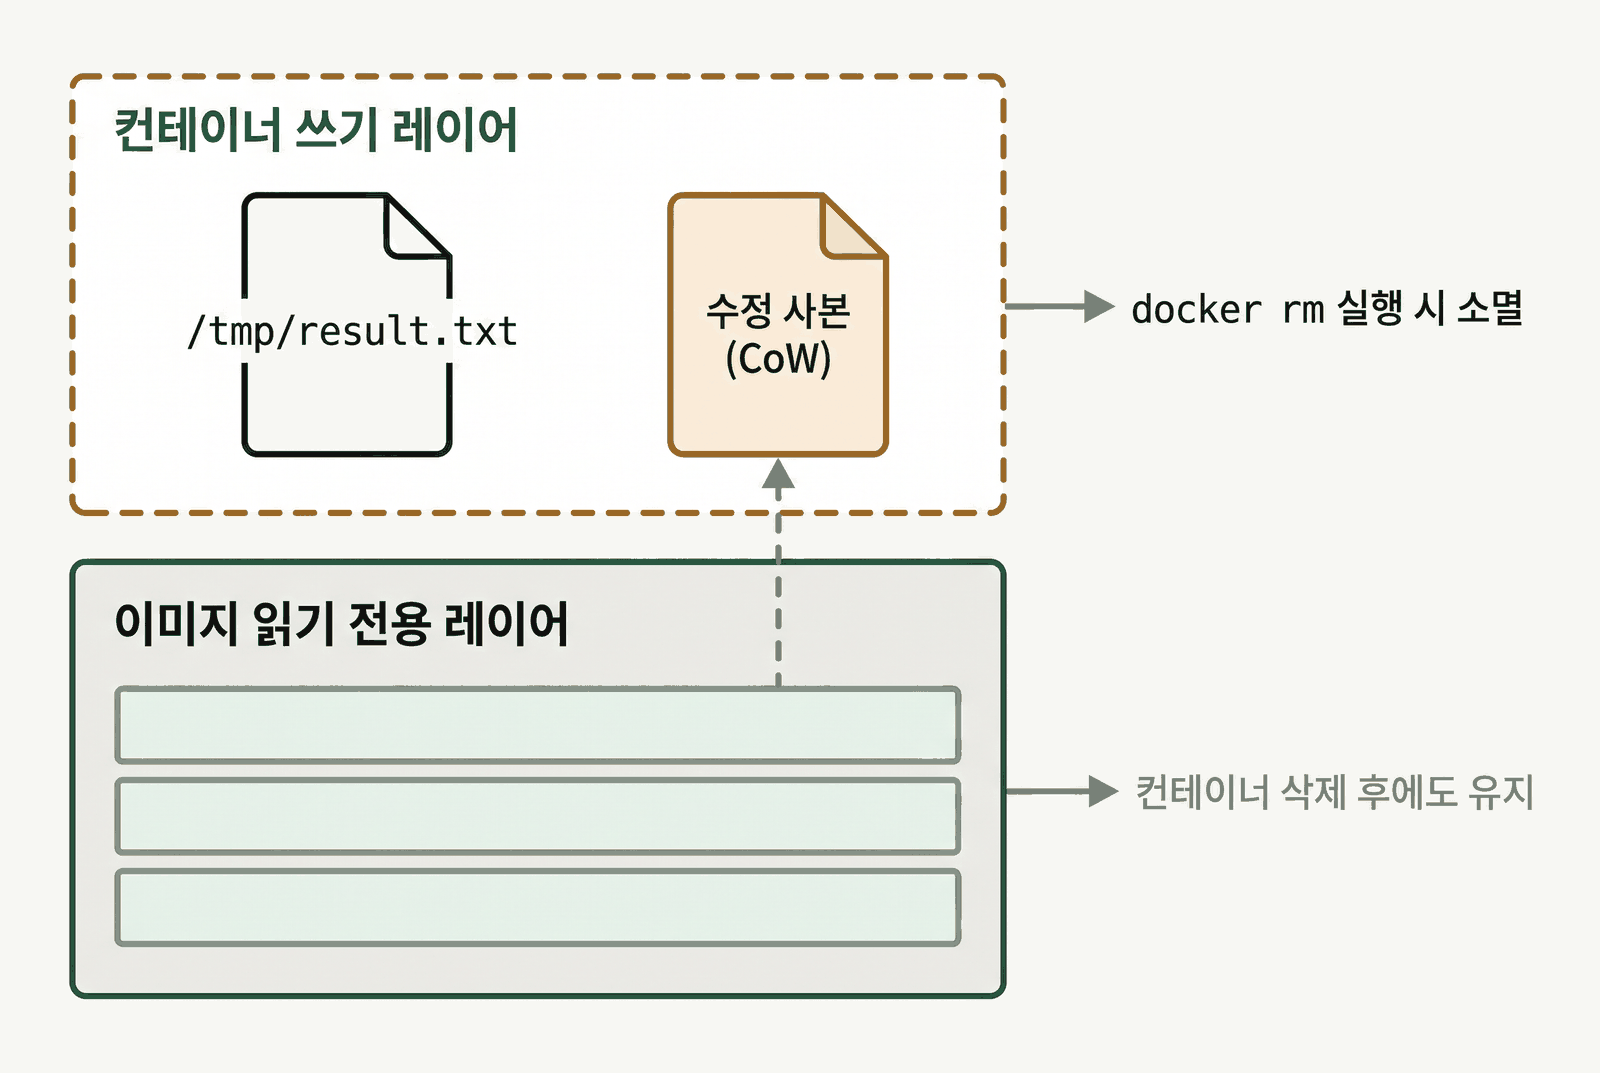 컨테이너 쓰기 레이어
/tmp/result.txt
수정 사본
(CoW)
docker rm 실행 시 소멸
이미지 읽기 전용 레이어
컨테이너 삭제 후에도 유지